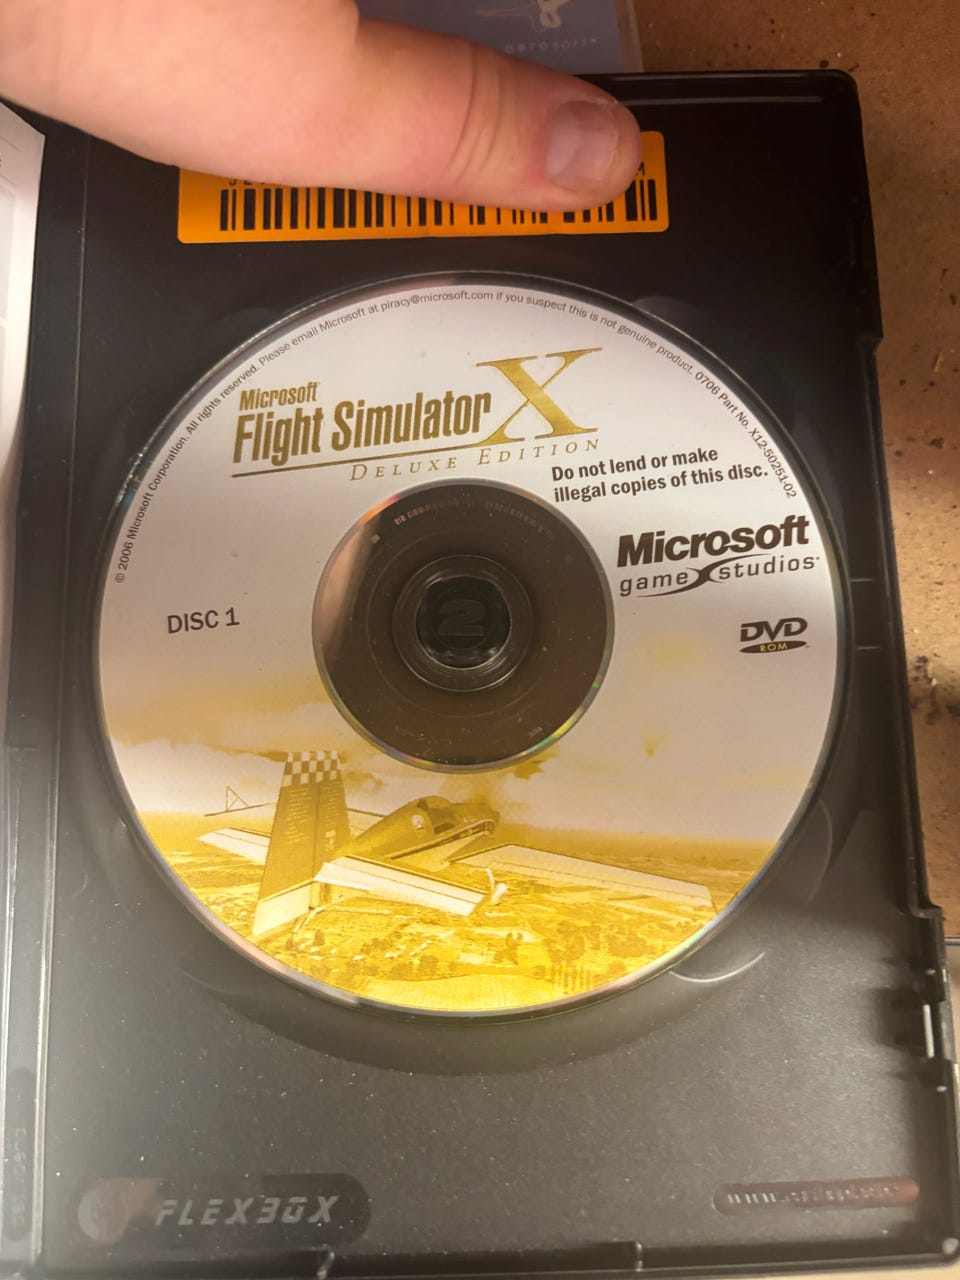 aerosoft™
© 2006 Microsoft Corporation. All rights reserved. Please email Microsoft at piracy@microsoft.com if you suspect this is not genuine product. 0706 Part No. X12-50251-02
Microsoft®
Flight Simulator X
DELUXE EDITION
Do not lend or make
illegal copies of this disc.
Microsoft
game studios®
DISC 1
2
DVD
ROM™
FLEXBOX